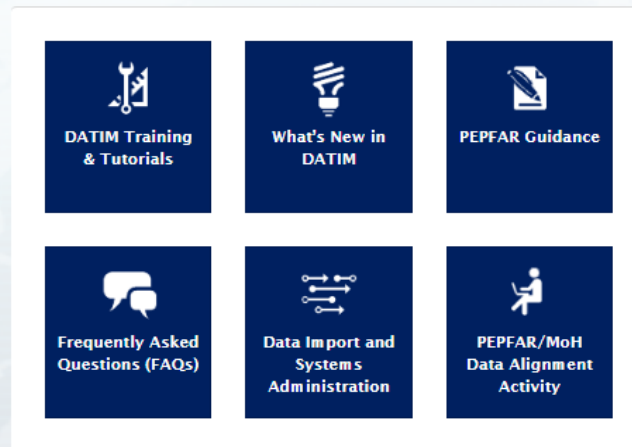 DATIM Training
& Tutorials
What's New in
DATIM
PEPFAR Guidance
Frequently Asked
Questions (FAQs)
Data Import and
Systems
Administration
PEPFAR/MoH
Data Alignment
Activity